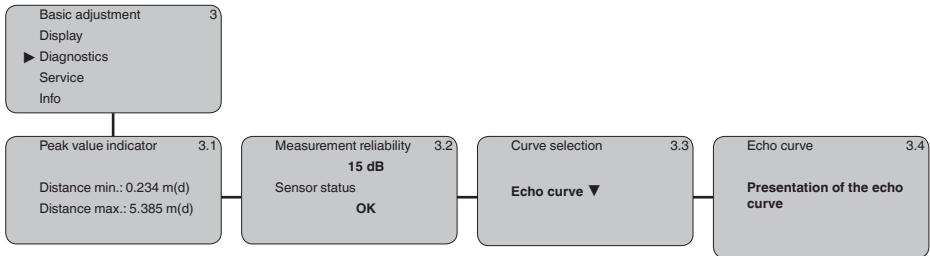 Basic adjustment 3
Display
▶ Diagnostics
Service
Info
Peak value indicator 3.1
Distance min.: 0.234 m(d)
Distance max.: 5.385 m(d)
Measurement reliability 3.2
15 dB
Sensor status
OK
Curve selection 3.3
Echo curve ▼
Echo curve 3.4
Presentation of the echo
curve